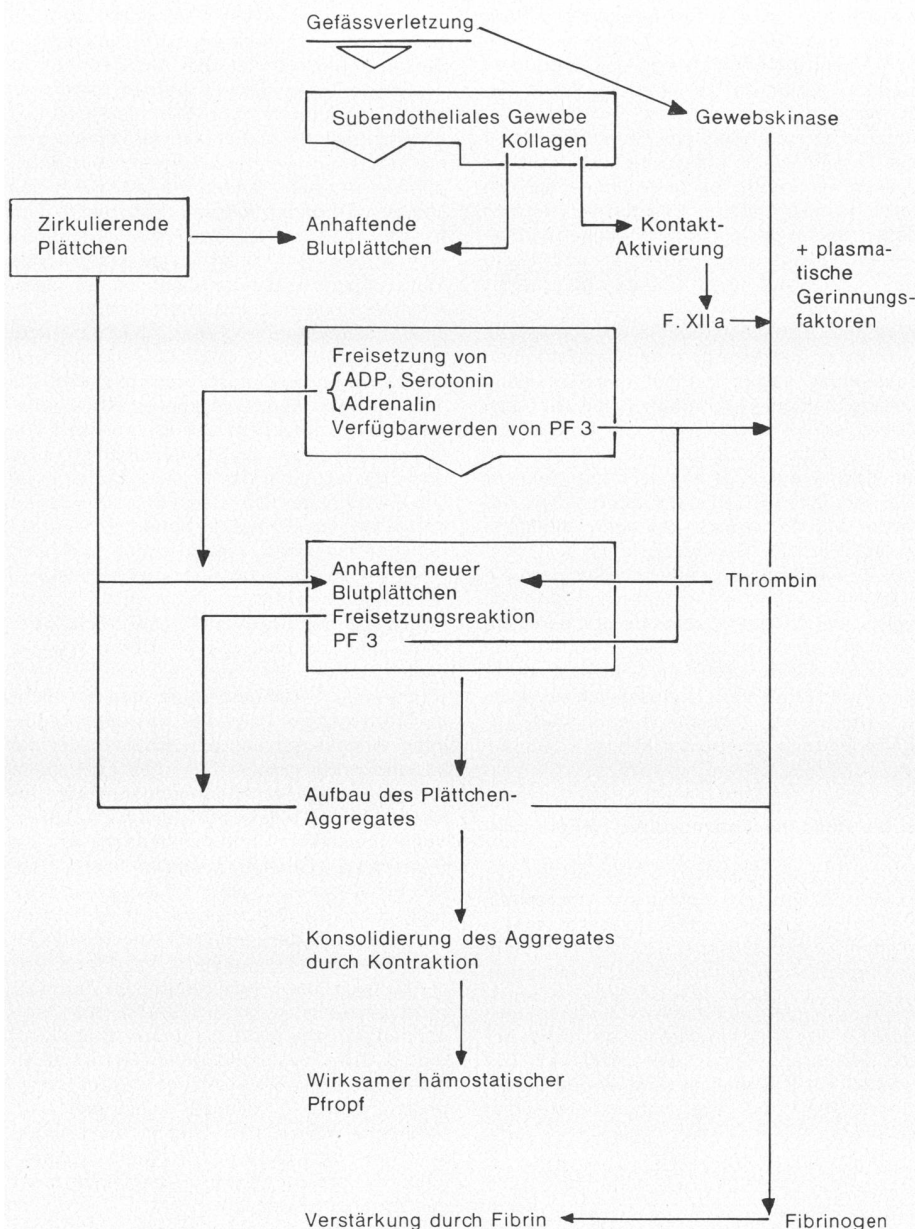 Gefässverletzung
Subendotheliales Gewebe
Kollagen
Gewebskinase
Zirkulierende
Plättchen
Anhaftende
Blutplättchen
Kontakt-
Aktivierung
+ plasma-
tische
Gerinnungs-
faktoren
F. XIIa
Freisetzung von
{ADP, Serotonin
Adrenalin
Verfügbarwerden von PF 3
Anhaften neuer
Blutplättchen
Freisetzungsreaktion
PF 3
Thrombin
Aufbau des Plättchen-
Aggregates
Konsolidierung des Aggregates
durch Kontraktion
Wirksamer hämostatischer
Pfropf
Verstärkung durch Fibrin
Fibrinogen